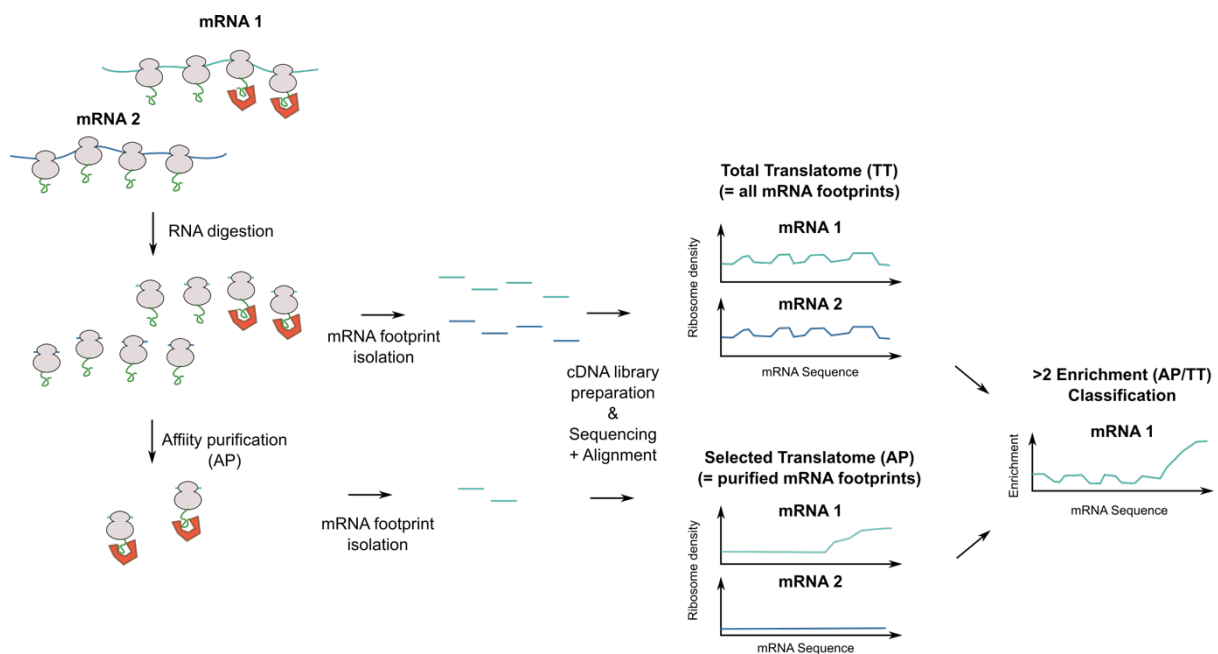 mRNA 1
mRNA 2
RNA digestion
mRNA footprint
isolation
Affiity purification
(AP)
mRNA footprint
isolation
cDNA library
preparation
&
Sequencing
+ Alignment
Total Translatome (TT)
(= all mRNA footprints)
mRNA 1
Ribosome density
mRNA 2
mRNA Sequence
Selected Translatome (AP)
(= purified mRNA footprints)
mRNA 1
Ribosome density
mRNA 2
mRNA Sequence
>2 Enrichment (AP/TT)
Classification
mRNA 1
Enrichment
mRNA Sequence